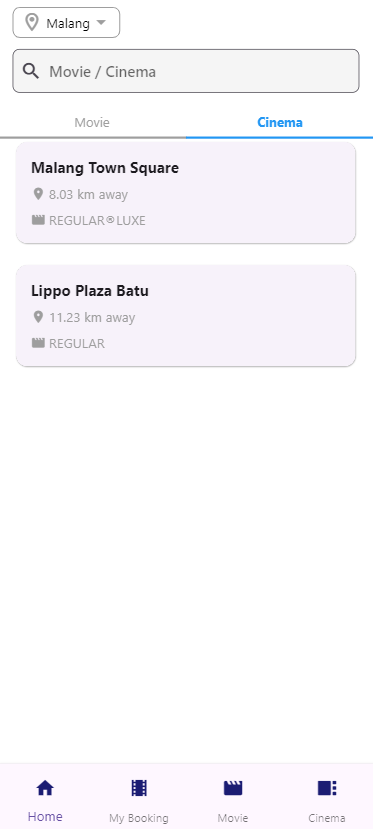 Malang
Movie / Cinema
Movie Cinema
Malang Town Square
8.03 km away
REGULAR®LUXE
Lippo Plaza Batu
11.23 km away
REGULAR
Home My Booking Movie Cinema